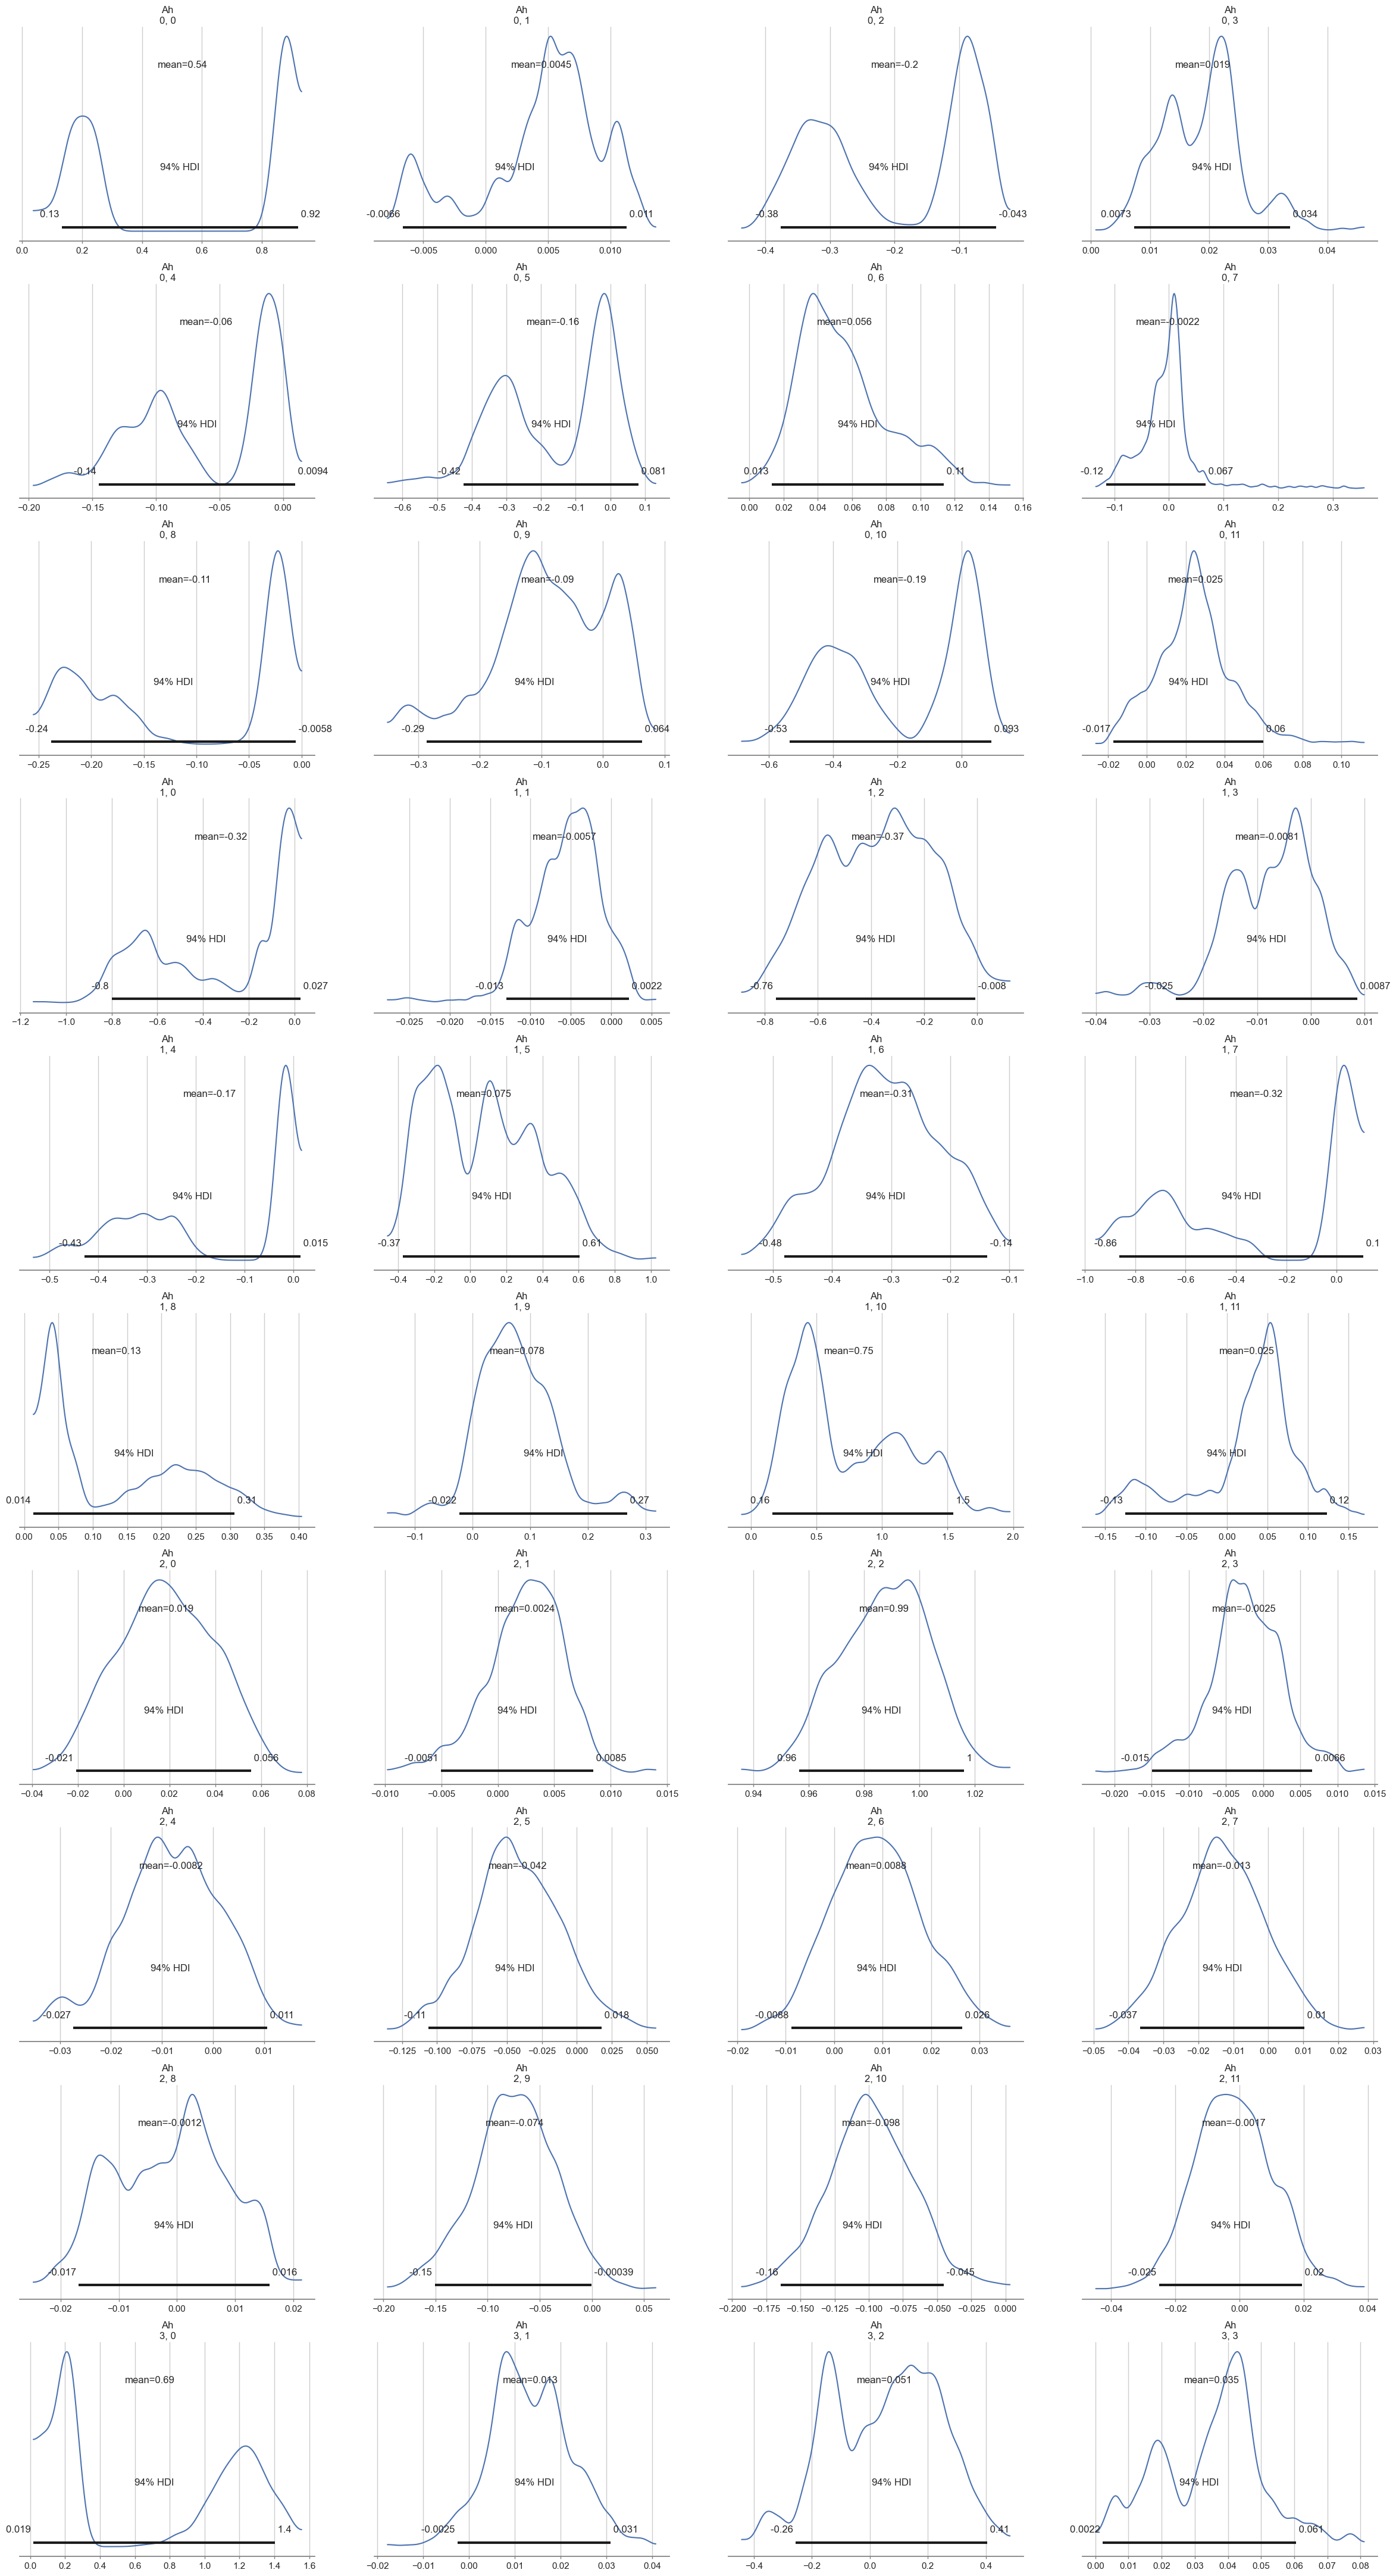 Ah
0, 0
mean=0.54
94% HDI
0.13 0.92
0.0 0.2 0.4 0.6 0.8
Ah
0, 1
mean=0.0045
94% HDI
-0.0066 0.011
−0.005 0.000 0.005 0.010
Ah
0, 2
mean=-0.2
94% HDI
-0.38 -0.043
−0.4 −0.3 −0.2 −0.1
Ah
0, 3
mean=0.019
94% HDI
0.0073 0.034
0.00 0.01 0.02 0.03 0.04
Ah
0, 4
mean=-0.06
94% HDI
-0.14 0.0094
−0.20 −0.15 −0.10 −0.05 0.00
Ah
0, 5
mean=-0.16
94% HDI
-0.42 0.081
−0.6 −0.5 −0.4 −0.3 −0.2 −0.1 0.0 0.1
Ah
0, 6
mean=0.056
94% HDI
0.013 0.11
0.00 0.02 0.04 0.06 0.08 0.10 0.12 0.14 0.16
Ah
0, 7
mean=-0.0022
94% HDI
-0.12 0.067
−0.1 0.0 0.1 0.2 0.3
Ah
0, 8
mean=-0.11
94% HDI
-0.24 -0.0058
−0.25 −0.20 −0.15 −0.10 −0.05 0.00
Ah
0, 9
mean=-0.09
94% HDI
-0.29 0.064
−0.3 −0.2 −0.1 0.0 0.1
Ah
0, 10
mean=-0.19
94% HDI
-0.53 0.093
−0.6 −0.4 −0.2 0.0
Ah
0, 11
mean=0.025
94% HDI
-0.017 0.06
−0.02 0.00 0.02 0.04 0.06 0.08 0.10
Ah
1, 0
mean=-0.32
94% HDI
-0.8 0.027
−1.2 −1.0 −0.8 −0.6 −0.4 −0.2 0.0
Ah
1, 1
mean=-0.0057
94% HDI
-0.013 0.0022
−0.025 −0.020 −0.015 −0.010 −0.005 0.000 0.005
Ah
1, 2
mean=-0.37
94% HDI
-0.76 -0.008
−0.8 −0.6 −0.4 −0.2 0.0
Ah
1, 3
mean=-0.0081
94% HDI
-0.025 0.0087
−0.04 −0.03 −0.02 −0.01 0.00 0.01
Ah
1, 4
mean=-0.17
94% HDI
-0.43 0.015
−0.5 −0.4 −0.3 −0.2 −0.1 0.0
Ah
1, 5
mean=0.075
94% HDI
-0.37 0.61
−0.4 −0.2 0.0 0.2 0.4 0.6 0.8 1.0
Ah
1, 6
mean=-0.31
94% HDI
-0.48 -0.14
−0.5 −0.4 −0.3 −0.2 −0.1
Ah
1, 7
mean=-0.32
94% HDI
-0.86 0.1
−1.0 −0.8 −0.6 −0.4 −0.2 0.0
Ah
1, 8
mean=0.13
94% HDI
0.014 0.31
0.00 0.05 0.10 0.15 0.20 0.25 0.30 0.35 0.40
Ah
1, 9
mean=0.078
94% HDI
-0.022 0.27
−0.1 0.0 0.1 0.2 0.3
Ah
1, 10
mean=0.75
94% HDI
0.16 1.5
0.0 0.5 1.0 1.5 2.0
Ah
1, 11
mean=0.025
94% HDI
-0.13 0.12
−0.15 −0.10 −0.05 0.00 0.05 0.10 0.15
Ah
2, 0
mean=0.019
94% HDI
-0.021 0.056
−0.04 −0.02 0.00 0.02 0.04 0.06 0.08
Ah
2, 1
mean=0.0024
94% HDI
-0.0051 0.0085
−0.010 −0.005 0.000 0.005 0.010 0.015
Ah
2, 2
mean=0.99
94% HDI
0.96 1
0.94 0.96 0.98 1.00 1.02
Ah
2, 3
mean=-0.0025
94% HDI
-0.015 0.0066
−0.020 −0.015 −0.010 −0.005 0.000 0.005 0.010 0.015
Ah
2, 4
mean=-0.0082
94% HDI
-0.027 0.011
−0.03 −0.02 −0.01 0.00 0.01
Ah
2, 5
mean=-0.042
94% HDI
-0.11 0.018
−0.125 −0.100 −0.075 −0.050 −0.025 0.000 0.025 0.050
Ah
2, 6
mean=0.0088
94% HDI
-0.0088 0.026
−0.02 −0.01 0.00 0.01 0.02 0.03
Ah
2, 7
mean=-0.013
94% HDI
-0.037 0.01
−0.05 −0.04 −0.03 −0.02 −0.01 0.00 0.01 0.02 0.03
Ah
2, 8
mean=-0.0012
94% HDI
-0.017 0.016
−0.02 −0.01 0.00 0.01 0.02
Ah
2, 9
mean=-0.074
94% HDI
-0.15 -0.00039
−0.20 −0.15 −0.10 −0.05 0.00 0.05
Ah
2, 10
mean=-0.098
94% HDI
-0.16 -0.045
−0.200 −0.175 −0.150 −0.125 −0.100 −0.075 −0.050 −0.025 0.000
Ah
2, 11
mean=-0.0017
94% HDI
-0.025 0.02
−0.04 −0.02 0.00 0.02 0.04
Ah
3, 0
mean=0.69
94% HDI
0.019 1.4
0.0 0.2 0.4 0.6 0.8 1.0 1.2 1.4 1.6
Ah
3, 1
mean=0.013
94% HDI
-0.0025 0.031
−0.02 −0.01 0.00 0.01 0.02 0.03 0.04
Ah
3, 2
mean=0.051
94% HDI
-0.26 0.41
−0.4 −0.2 0.0 0.2 0.4
Ah
3, 3
mean=0.035
94% HDI
0.0022 0.061
0.00 0.01 0.02 0.03 0.04 0.05 0.06 0.07 0.08